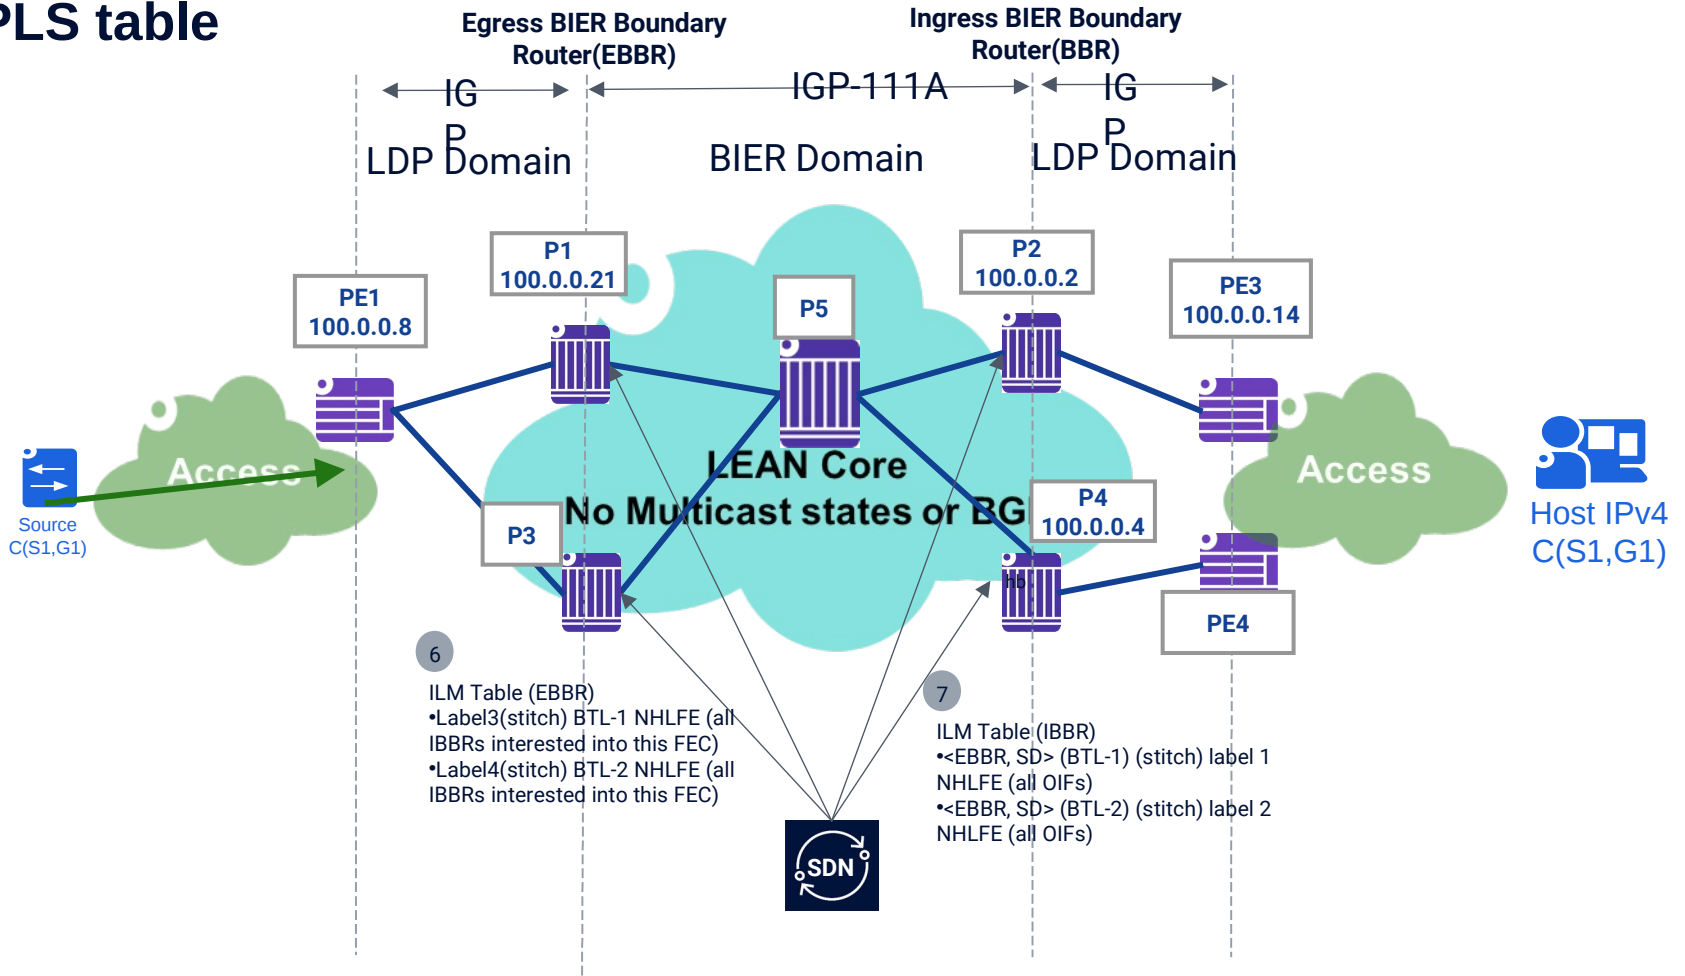 PLS table
Egress BIER Boundary
Router(EBBR)
Ingress BIER Boundary
Router(BBR)
IG
P
IGP-111A
IG
P
LDP Domain
BIER Domain
LDP Domain
P1
100.0.0.21
P2
100.0.0.2
PE1
100.0.0.8
P5
PE3
100.0.0.14
Access
LEAN Core
No Multicast states or BG
Access
Source
C(S1,G1)
P3
P4
100.0.0.4
Host IPv4
C(S1,G1)
hb
PE4
6
ILM Table (EBBR)
•Label3(stitch) BTL-1 NHLFE (all
IBBRs interested into this FEC)
•Label4(stitch) BTL-2 NHLFE (all
IBBRs interested into this FEC)
7
ILM Table (IBBR)
•<EBBR, SD> (BTL-1) (stitch) label 1
NHLFE (all OIFs)
•<EBBR, SD> (BTL-2) (stitch) label 2
NHLFE (all OIFs)
SDN